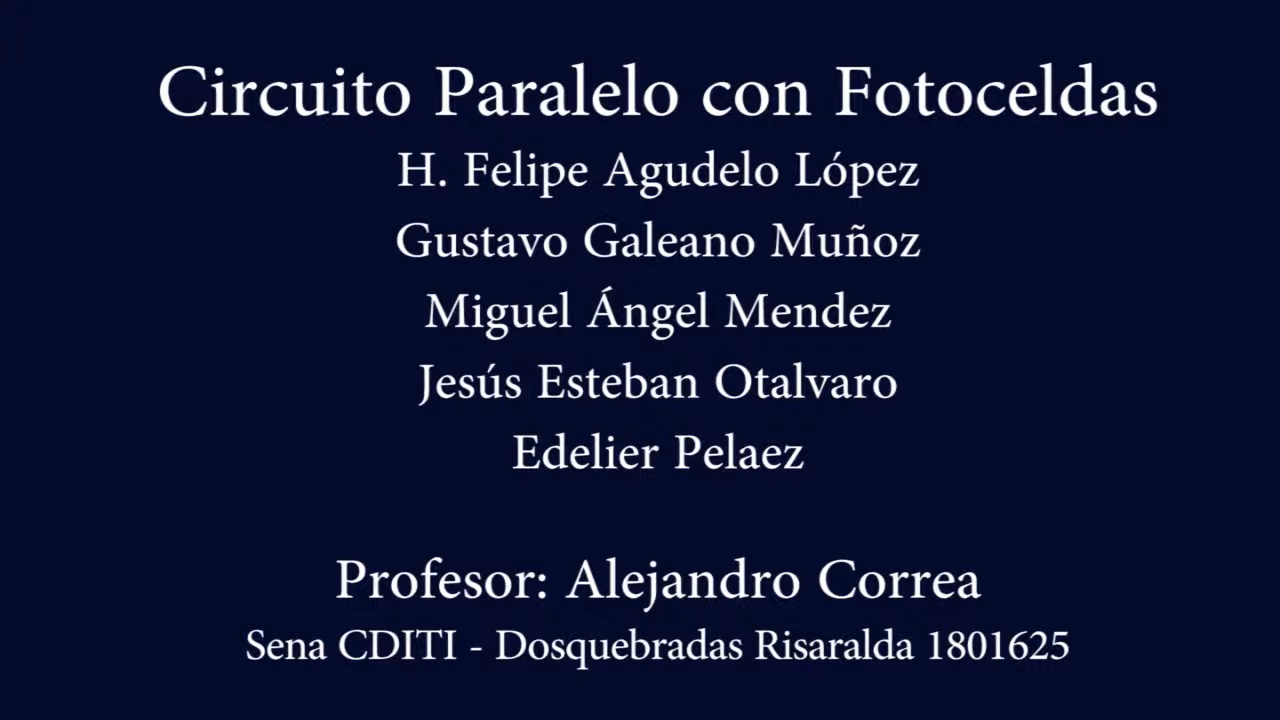 Circuito Paralelo con Fotoceldas
H. Felipe Agudelo López
Gustavo Galeano Muñoz
Miguel Ángel Mendez
Jesús Esteban Otalvaro
Edelier Pelaez
Profesor: Alejandro Correa
Sena CDITI - Dosquebradas Risaralda 1801625